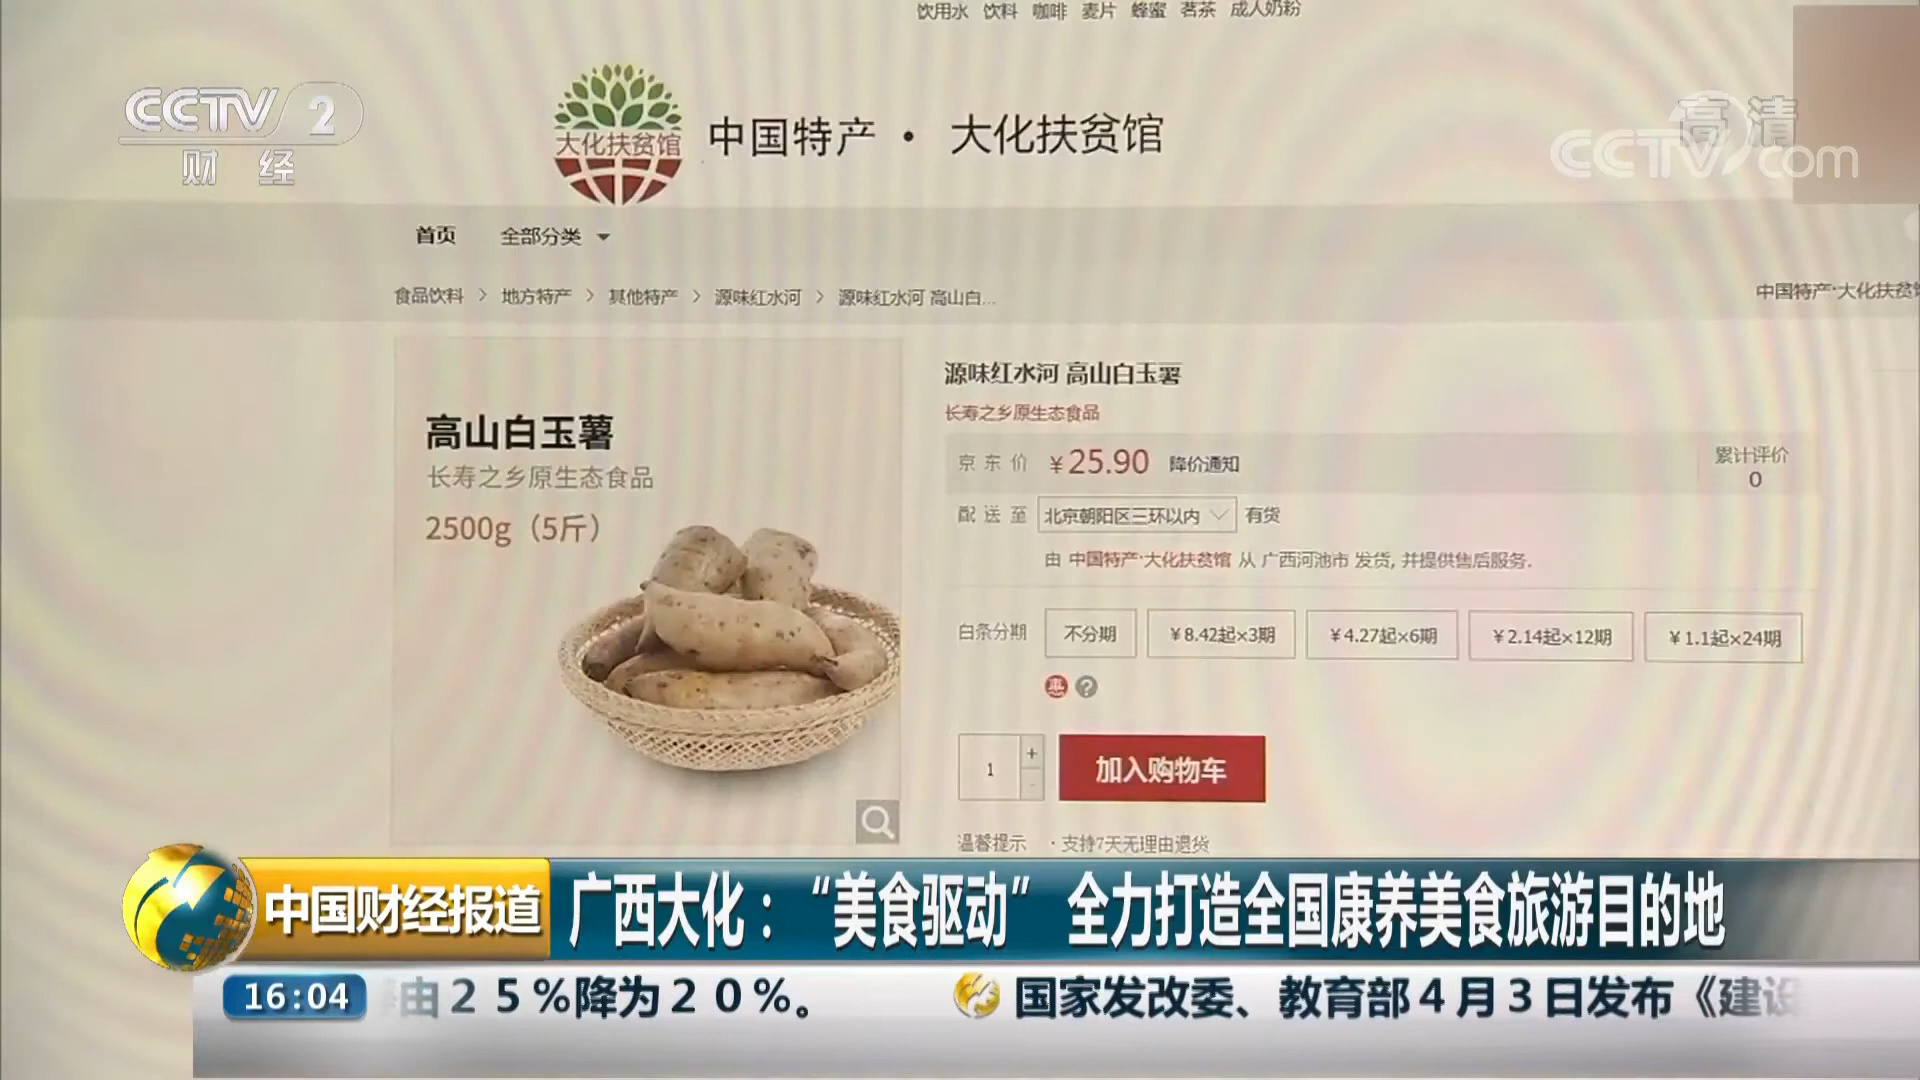 饮用水 饮料 咖啡 麦片 蜂蜜 茗茶 成人奶粉
CCTV 2
财经
大化扶贫馆
中国特产 · 大化扶贫馆
高清
CCTV.com
首页 全部分类
食品饮料 > 地方特产 > 其他特产 > 源味红水河 > 源味红水河 高山白...
中国特产·大化扶贫馆
高山白玉薯
长寿之乡原生态食品
2500g（5斤）
源味红水河 高山白玉薯
长寿之乡原生态食品
京东价 ￥25.90 降价通知
累计评价
0
配送至 北京朝阳区三环以内 有货
由 中国特产·大化扶贫馆 从 广西河池市 发货, 并提供售后服务.
白条分期 不分期 ￥8.42起×3期 ￥4.27起×6期 ￥2.14起×12期 ￥1.1起×24期
惠 ?
1 + -
加入购物车
温馨提示 · 支持7天无理由退货
中国财经报道
广西大化：“美食驱动” 全力打造全国康养美食旅游目的地
16:04
由25%降为20%。 国家发改委、教育部4月3日发布《建设